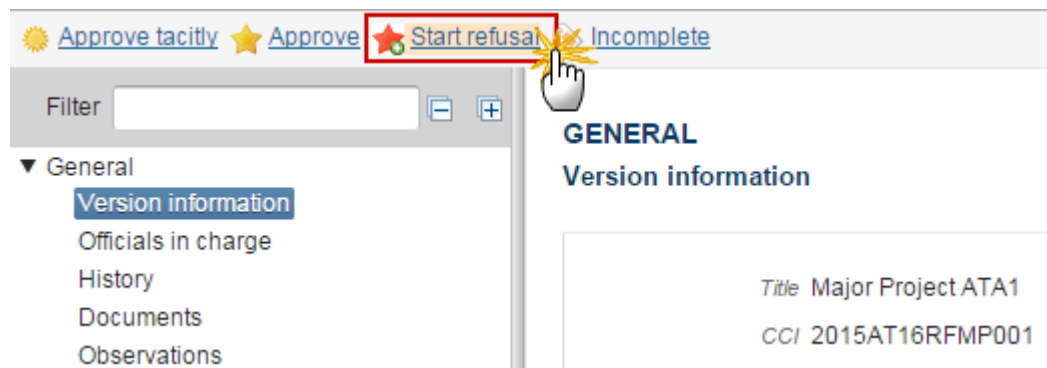 Approve tacitly Approve Start refusal Incomplete
Filter
General
Version information
Officials in charge
History
Documents
Observations
GENERAL
Version information
Title Major Project ATA1
CCI 2015AT16RFMP001